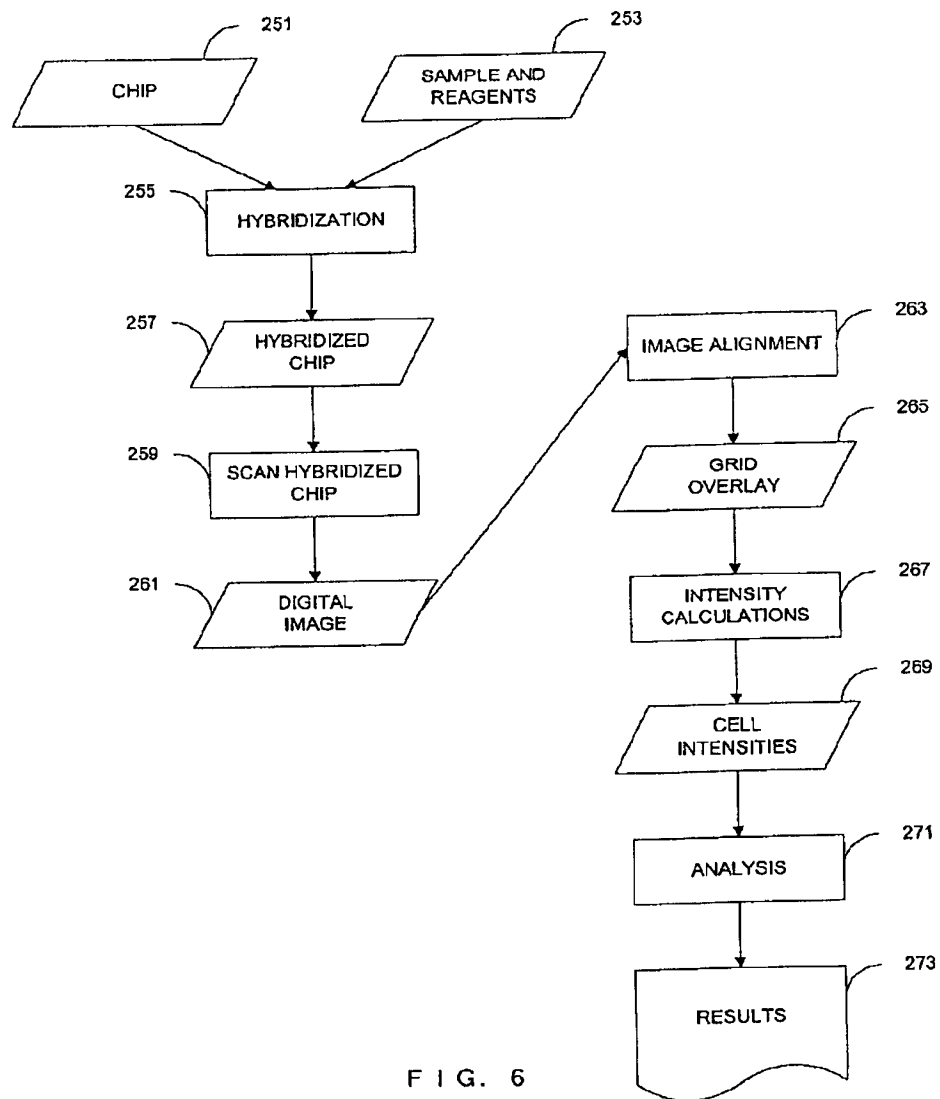 251
CHIP
253
SAMPLE AND
REAGENTS
255
HYBRIDIZATION
257
HYBRIDIZED
CHIP
259
SCAN HYBRIDIZED
CHIP
261
DIGITAL
IMAGE
263
IMAGE ALIGNMENT
265
GRID
OVERLAY
267
INTENSITY
CALCULATIONS
269
CELL
INTENSITIES
271
ANALYSIS
273
RESULTS
FIG. 6